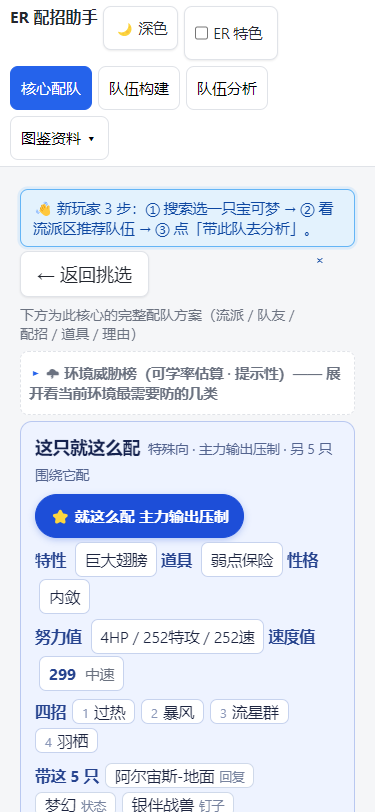 ER 配招助手 🌙 深色 ER 特色
核心配队 队伍构建 队伍分析
图鉴资料 ▾
👋 新玩家 3 步：① 搜索选一只宝可梦 → ② 看
流派区推荐队伍 → ③ 点「带此队去分析」。
← 返回挑选 ×
下方为此核心的完整配队方案（流派 / 队友 /
配招 / 道具 / 理由）
▸ 🌩 环境威胁榜（可学率估算 · 提示性）—— 展
开看当前环境最需要防的几类
这只就这么配 特殊向 · 主力输出压制 · 另 5 只
围绕它配
⭐ 就这么配 主力输出压制
特性 巨大翅膀 道具 弱点保险 性格
内敛
努力值 4HP / 252特攻 / 252速 速度值
299 中速
四招 1 过热 2 暴风 3 流星群
4 羽栖
带这 5 只 阿尔宙斯-地面 回复
梦幻 状态 银伴战兽 钉子